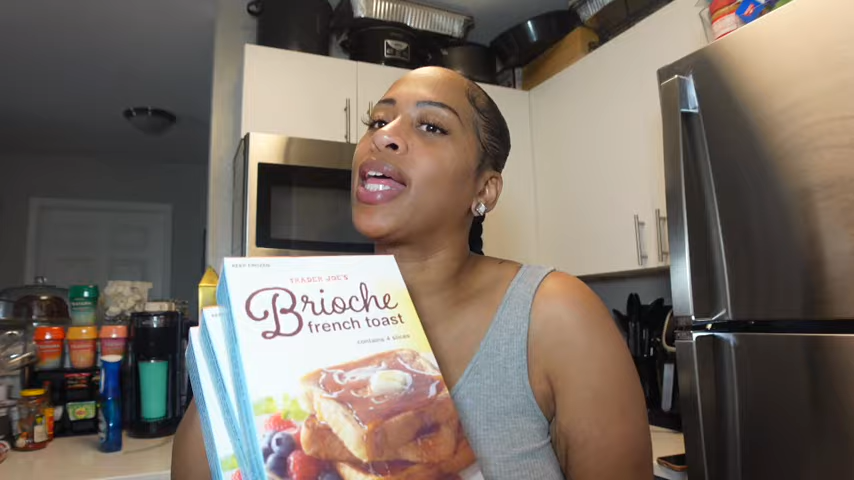 KEEP FROZEN
TRADER JOE'S
Brioche
french toast
contains 4 slices